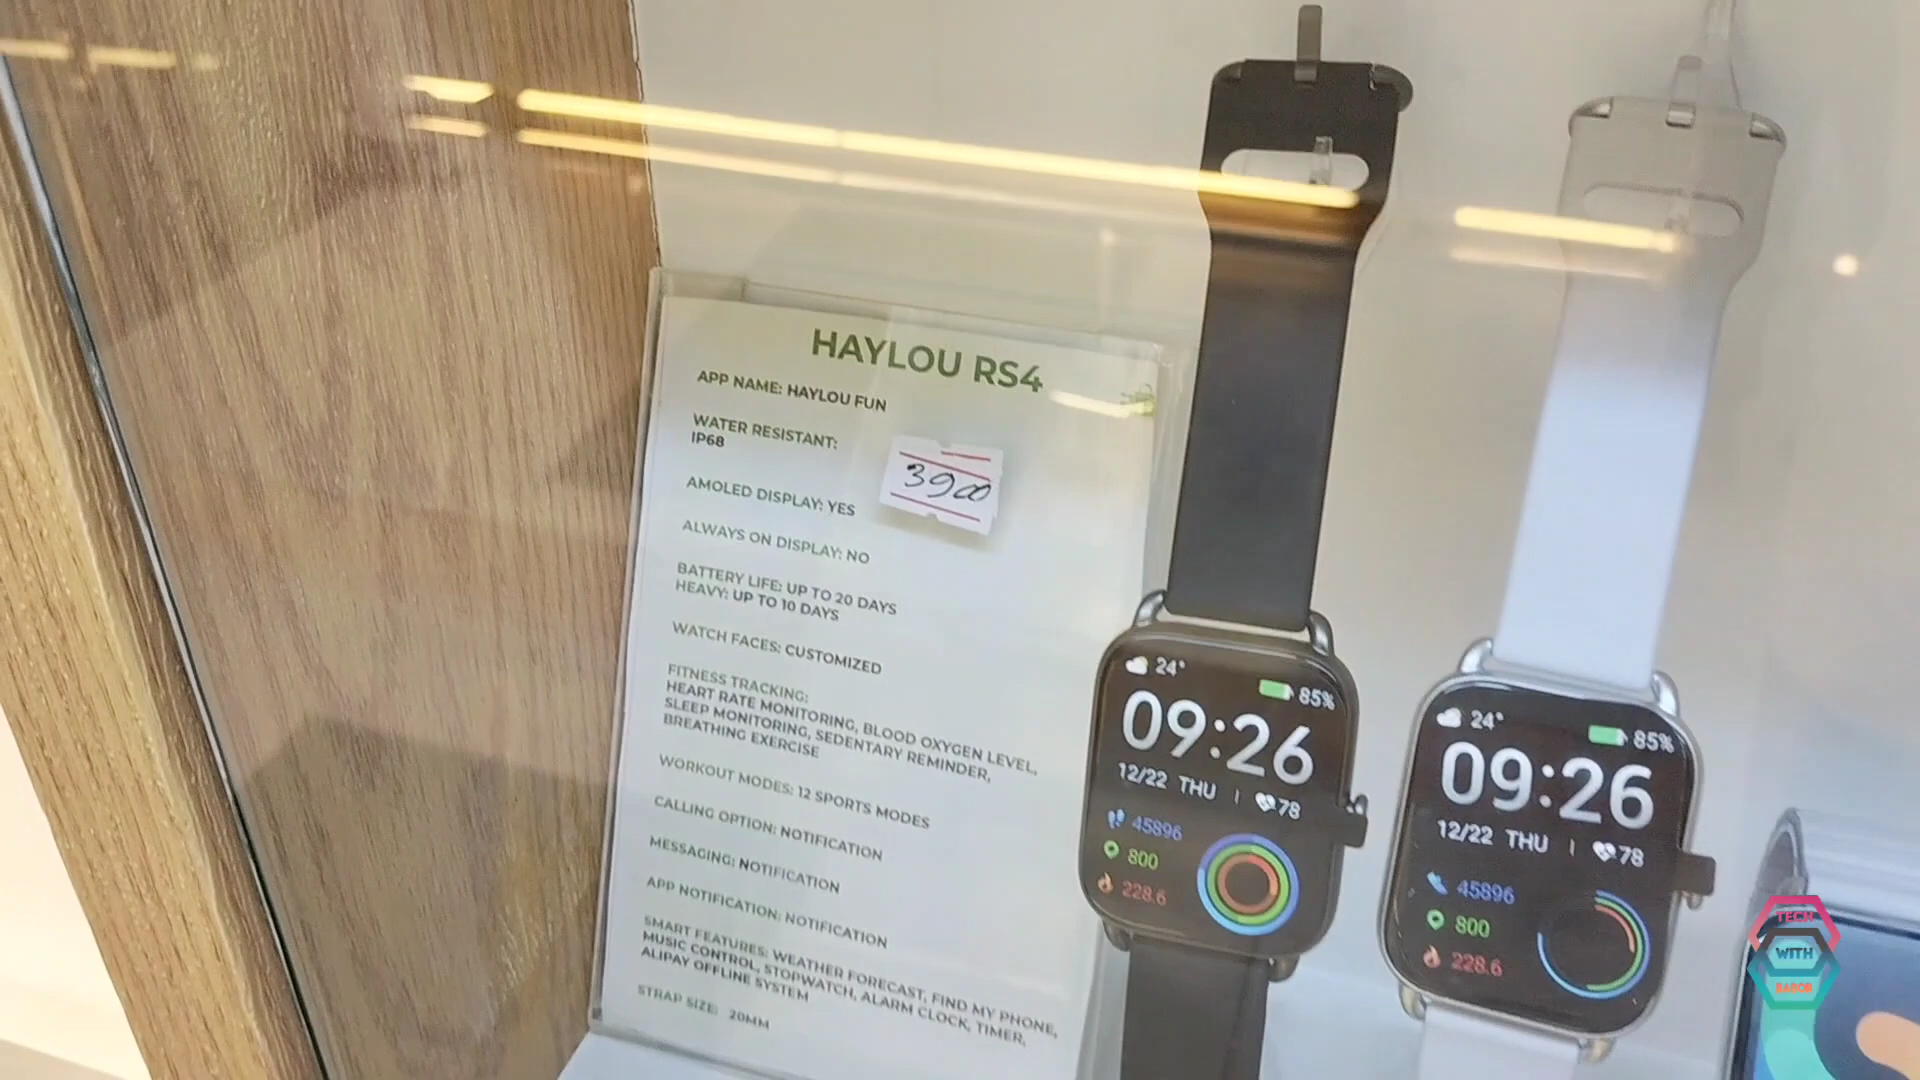 HAYLOU RS4
APP NAME: HAYLOU FUN
WATER RESISTANT:
IP68
3900
AMOLED DISPLAY: YES
ALWAYS ON DISPLAY: NO
BATTERY LIFE: UP TO 20 DAYS
HEAVY: UP TO 10 DAYS
WATCH FACES: CUSTOMIZED
FITNESS TRACKING:
HEART RATE MONITORING, BLOOD OXYGEN LEVEL,
SLEEP MONITORING, SEDENTARY REMINDER,
BREATHING EXERCISE
WORKOUT MODES: 12 SPORTS MODES
CALLING OPTION: NOTIFICATION
MESSAGING: NOTIFICATION
APP NOTIFICATION: NOTIFICATION
SMART FEATURES: WEATHER FORECAST, FIND MY PHONE,
MUSIC CONTROL, STOPWATCH, ALARM CLOCK, TIMER,
ALIPAY OFFLINE SYSTEM
STRAP SIZE: 20MM
24°
85%
09:26
12/22 THU | 78
45896
800
228.6
24°
85%
09:26
12/22 THU | 78
45896
800
228.6
TECH
WITH
SABOR